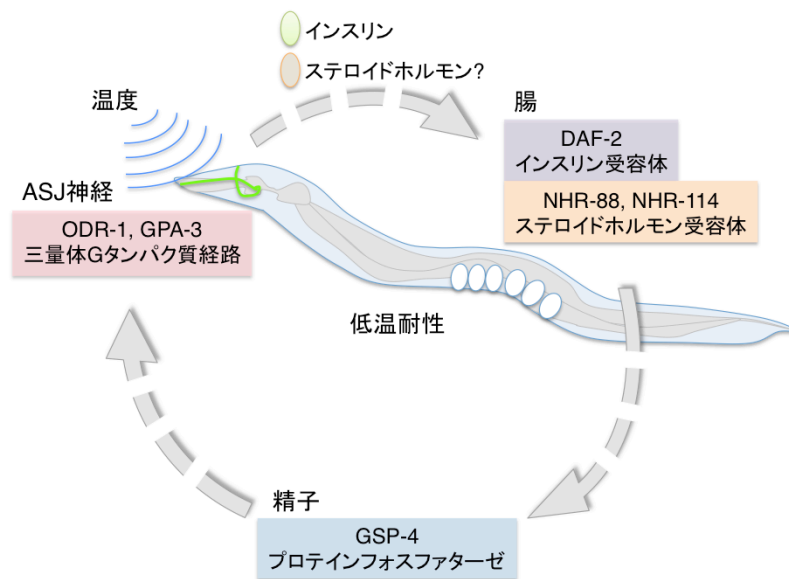 インスリン
ステロイドホルモン?
温度
腸
DAF-2
インスリン受容体
ASJ神経
NHR-88, NHR-114
ステロイドホルモン受容体
ODR-1, GPA-3
三量体Gタンパク質経路
低温耐性
精子
GSP-4
プロテインフォスファターゼ